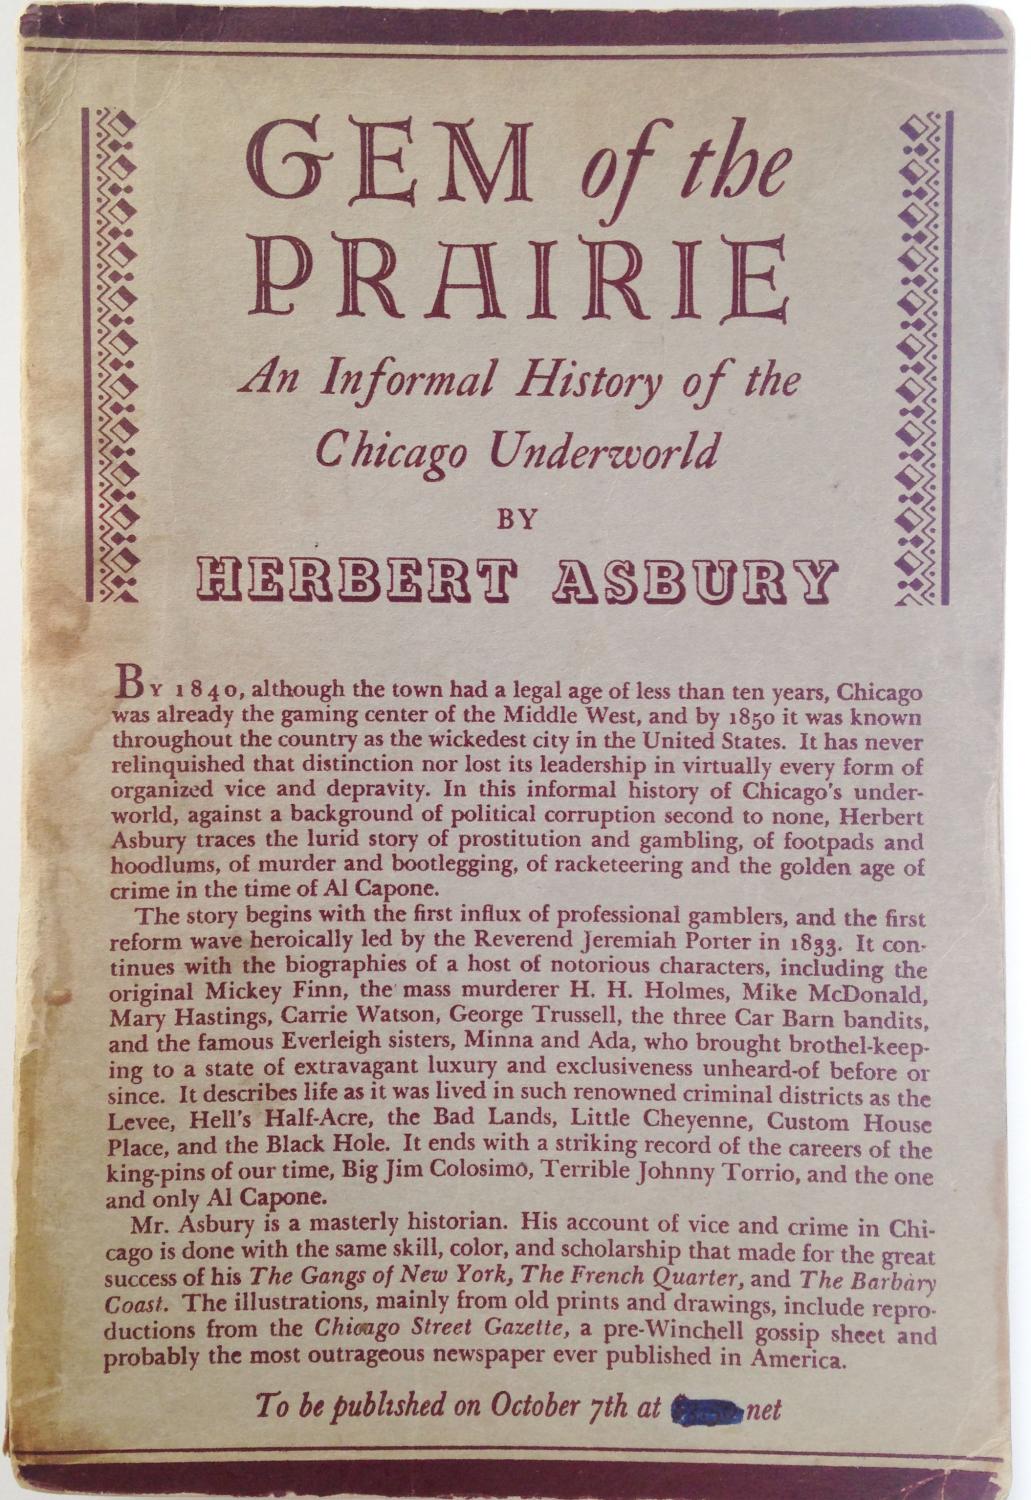 GEM of the
PRAIRIE
An Informal History of the
Chicago Underworld
BY
HERBERT ASBURY
BY 1840, although the town had a legal age of less than ten years, Chicago
was already the gaming center of the Middle West, and by 1850 it was known
throughout the country as the wickedest city in the United States. It has never
relinquished that distinction nor lost its leadership in virtually every form of
organized vice and depravity. In this informal history of Chicago's under-
world, against a background of political corruption second to none, Herbert
Asbury traces the lurid story of prostitution and gambling, of footpads and
hoodlums, of murder and bootlegging, of racketeering and the golden age of
crime in the time of Al Capone.
The story begins with the first influx of professional gamblers, and the first
reform wave heroically led by the Reverend Jeremiah Porter in 1833. It con-
tinues with the biographies of a host of notorious characters, including the
original Mickey Finn, the mass murderer H. H. Holmes, Mike McDonald,
Mary Hastings, Carrie Watson, George Trussell, the three Car Barn bandits,
and the famous Everleigh sisters, Minna and Ada, who brought brothel-keep-
ing to a state of extravagant luxury and exclusiveness unheard-of before or
since. It describes life as it was lived in such renowned criminal districts as the
Levee, Hell's Half-Acre, the Bad Lands, Little Cheyenne, Custom House
Place, and the Black Hole. It ends with a striking record of the careers of the
king-pins of our time, Big Jim Colosimo, Terrible Johnny Torrio, and the one
and only Al Capone.
Mr. Asbury is a masterly historian. His account of vice and crime in Chi-
cago is done with the same skill, color, and scholarship that made for the great
success of his The Gangs of New York, The French Quarter, and The Barbary
Coast. The illustrations, mainly from old prints and drawings, include repro-
ductions from the Chicago Street Gazette, a pre-Winchell gossip sheet and
probably the most outrageous newspaper ever published in America.
To be published on October 7th at net